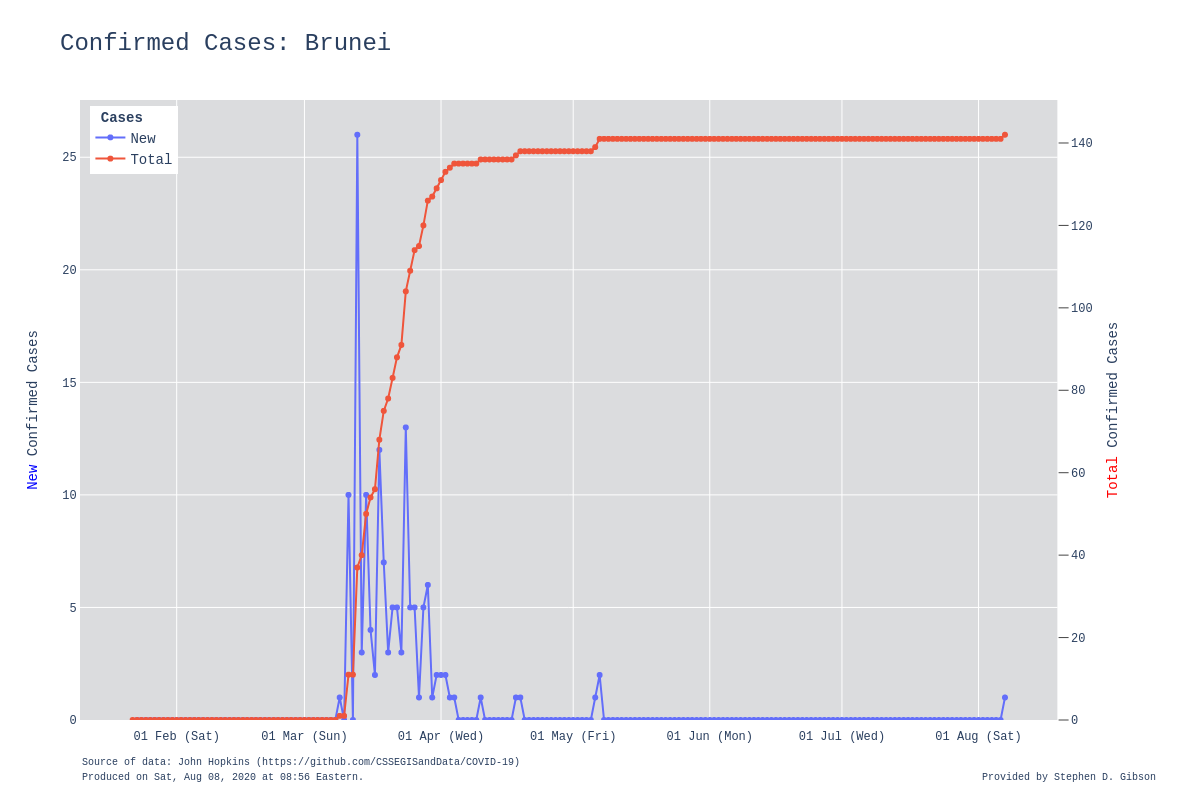 Confirmed Cases: Brunei
Cases
New
Total
25
20
15
10
5
0
140
120
100
80
60
40
20
0
New Confirmed Cases
Total Confirmed Cases
01 Feb (Sat) 01 Mar (Sun) 01 Apr (Wed) 01 May (Fri) 01 Jun (Mon) 01 Jul (Wed) 01 Aug (Sat)
Source of data: John Hopkins (https://github.com/CSSEGISandData/COVID-19)
Produced on Sat, Aug 08, 2020 at 08:56 Eastern.
Provided by Stephen D. Gibson